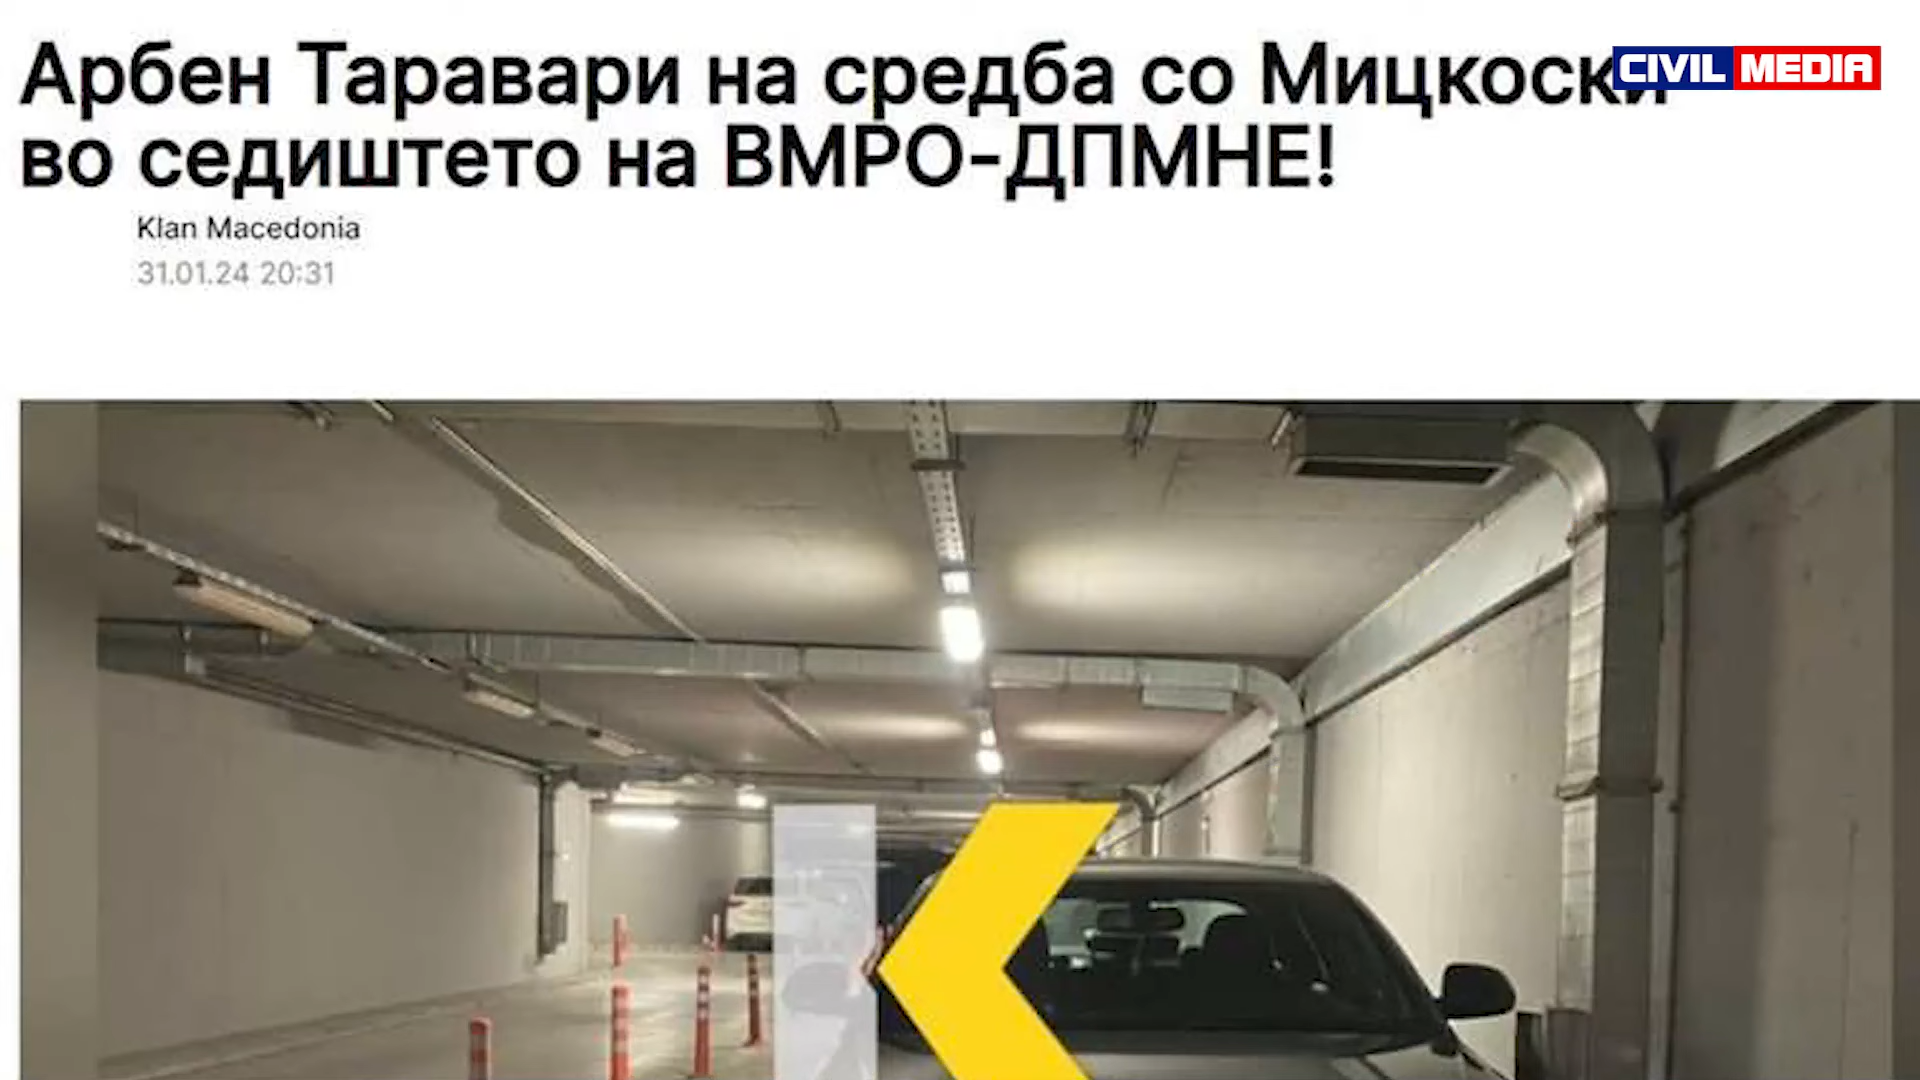 Арбен Таравари на средба со Мицкоски
CIVIL MEDIA
во седиштето на ВМРО-ДПМНЕ!
Klan Macedonia
31.01.24 20:31